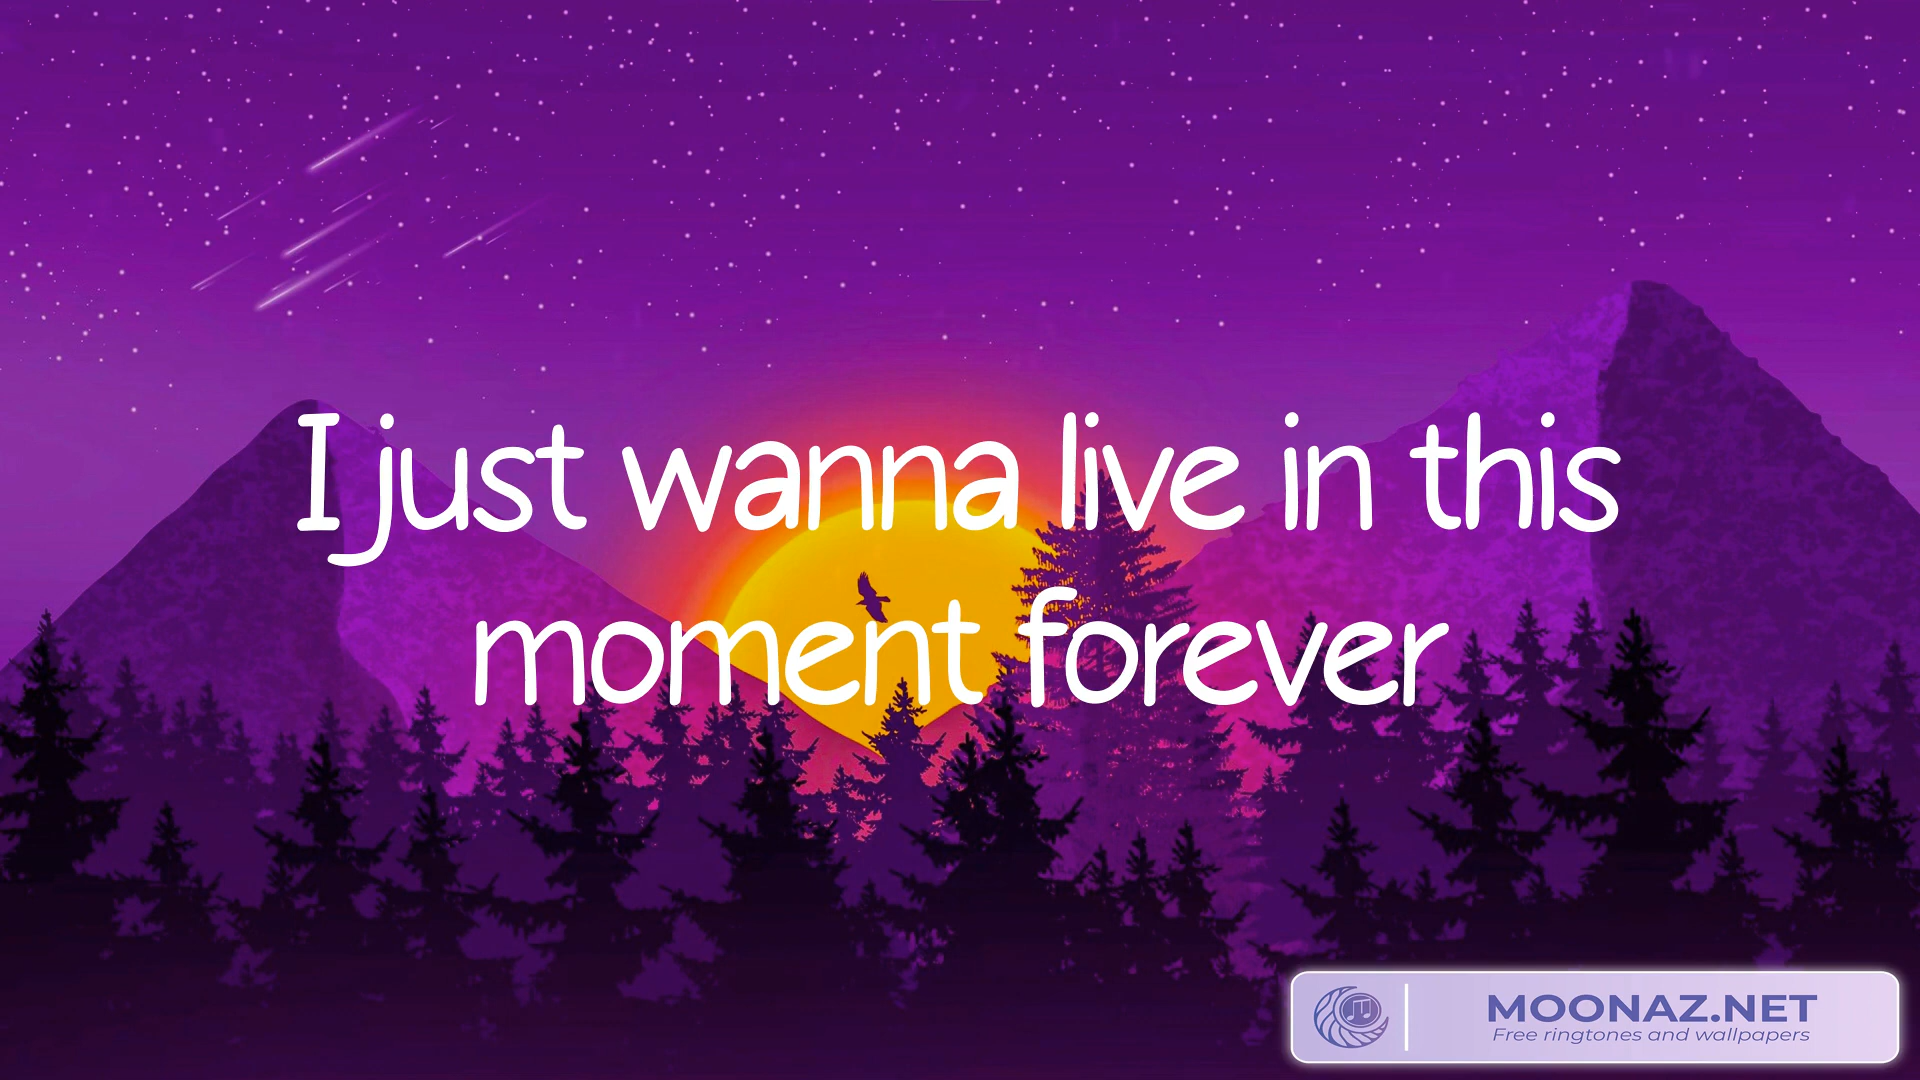 I just wanna live in this
moment forever
MOONAZ.NET
Free ringtones and wallpapers